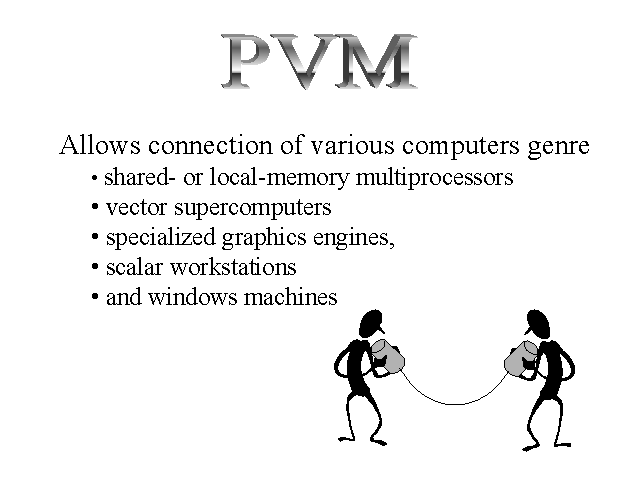 PVM
Allows connection of various computers genre
• shared- or local-memory multiprocessors
• vector supercomputers
• specialized graphics engines,
• scalar workstations
• and windows machines